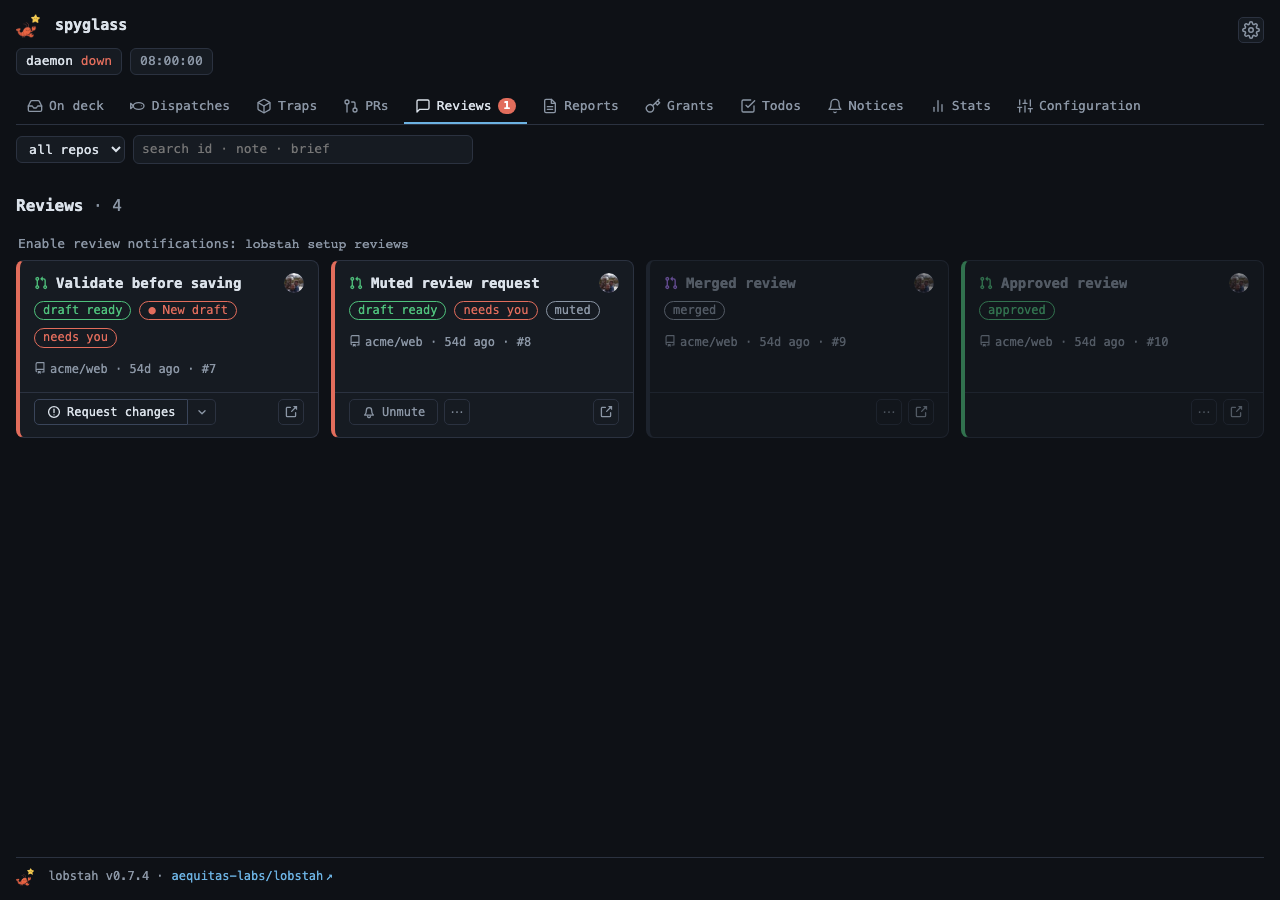 spyglass
daemon down 08:00:00
On deck Dispatches Traps PRs Reviews 1 Reports Grants Todos Notices Stats Configuration
all repos search id · note · brief
Reviews · 4
Enable review notifications: lobstah setup reviews
Validate before saving
draft ready ● New draft
needs you
acme/web · 54d ago · #7
Request changes
Muted review request
draft ready needs you muted
acme/web · 54d ago · #8
Unmute ···
Merged review
merged
acme/web · 54d ago · #9
···
Approved review
approved
acme/web · 54d ago · #10
···
lobstah v0.7.4 · aequitas-labs/lobstah↗